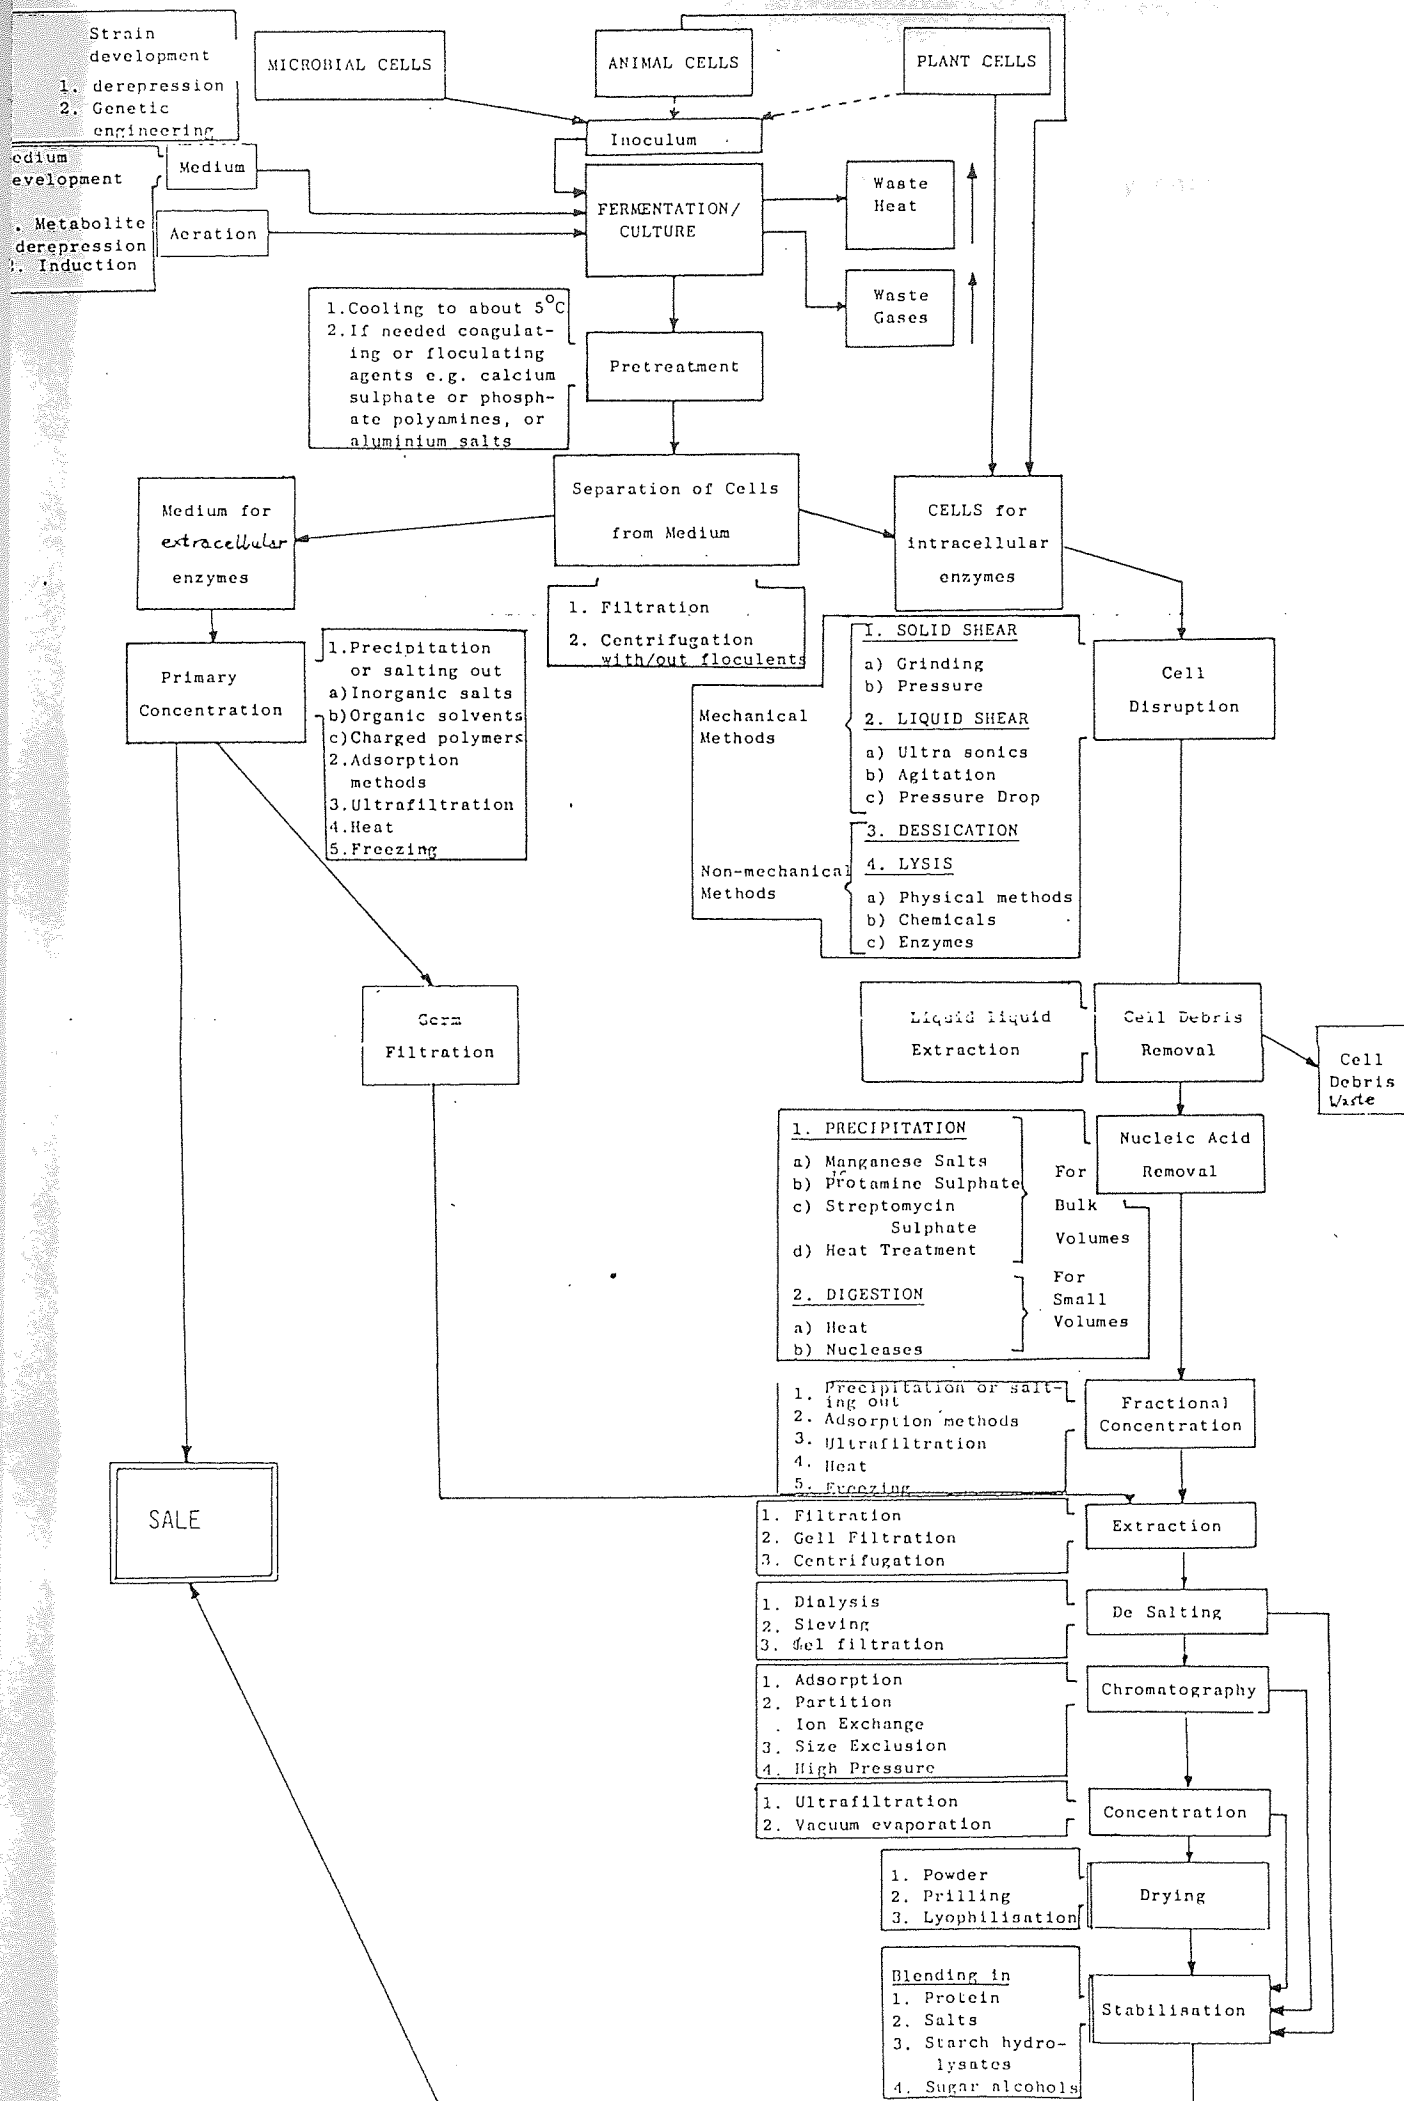 Strain
development
1. derepression
2. Genetic
engineering
MICROBIAL CELLS
ANIMAL CELLS
PLANT CELLS
Inoculum
edium
evelopment
. Metabolite
derepression
2. Induction
Medium
Aeration
FERMENTATION/
CULTURE
Waste
Heat
Waste
Gases
1.Cooling to about 5°C
2.If needed coagulat-
ing or floculating
agents e.g. calcium
sulphate or phosph-
ate polyamines, or
aluminium salts
Pretreatment
Separation of Cells
from Medium
Medium for
extracellular
enzymes
CELLS for
intracellular
enzymes
1. Filtration
2. Centrifugation
with/out floculents
Primary
Concentration
1.Precipitation
or salting out
a)Inorganic salts
b)Organic solvents
c)Charged polymers
2.Adsorption
methods
3.Ultrafiltration
4.Heat
5.Freezing
Mechanical
Methods
1. SOLID SHEAR
a) Grinding
b) Pressure
2. LIQUID SHEAR
a) Ultra sonics
b) Agitation
c) Pressure Drop
Non-mechanical
Methods
3. DESSICATION
4. LYSIS
a) Physical methods
b) Chemicals
c) Enzymes
Cell
Disruption
Germ
Filtration
Liquid liquid
Extraction
Cell Debris
Removal
Cell
Debris
Waste
1. PRECIPITATION
a) Manganese Salts
b) Protamine Sulphate
c) Streptomycin
Sulphate
d) Heat Treatment
For
Bulk
Volumes
2. DIGESTION
a) Heat
b) Nucleases
For
Small
Volumes
Nucleic Acid
Removal
1. Precipitation or salt-
ing out
2. Adsorption methods
3. Ultrafiltration
4. Heat
5. Freezing
Fractional
Concentration
SALE
1. Filtration
2. Gell Filtration
3. Centrifugation
Extraction
1. Dialysis
2. Sieving
3. Gel filtration
De Salting
1. Adsorption
2. Partition
. Ion Exchange
3. Size Exclusion
4. High Pressure
Chromatography
1. Ultrafiltration
2. Vacuum evaporation
Concentration
1. Powder
2. Prilling
3. Lyophilisation
Drying
Blending in
1. Protein
2. Salts
3. Starch hydro-
lysates
4. Sugar alcohols
Stabilisation